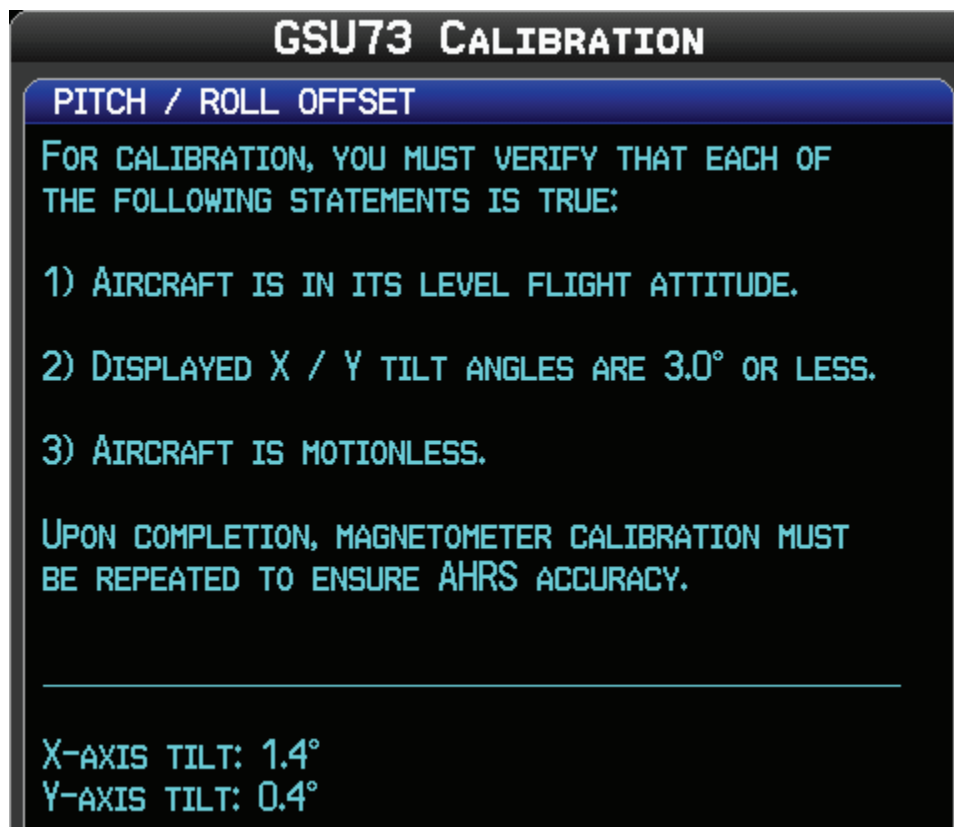 GSU73 Calibration
PITCH / ROLL OFFSET
For calibration, you must verify that each of
the following statements is true:
1) Aircraft is in its level flight attitude.
2) Displayed X / Y tilt angles are 3.0° or less.
3) Aircraft is motionless.
Upon completion, magnetometer calibration must
be repeated to ensure AHRS accuracy.
X-axis tilt: 1.4°
Y-axis tilt: 0.4°